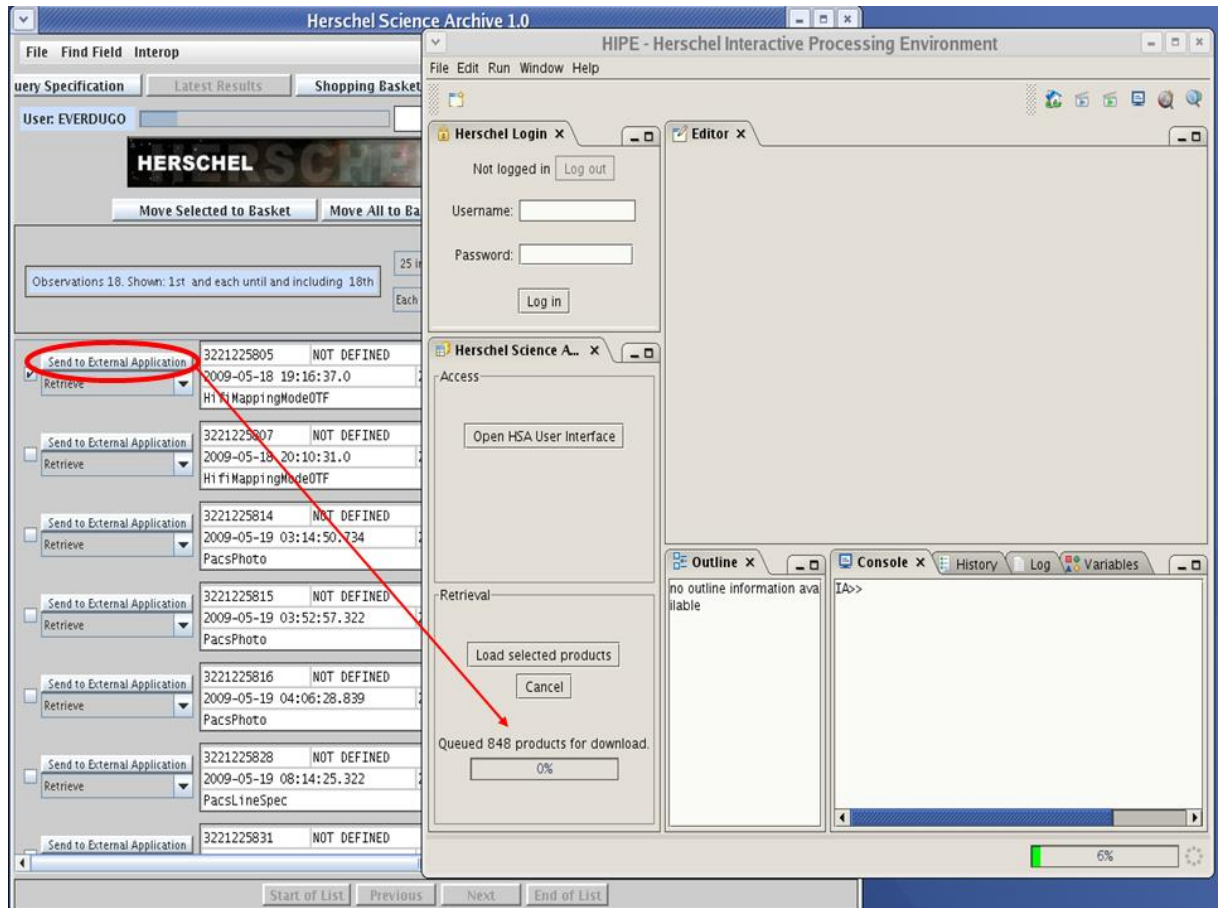 Herschel Science Archive 1.0
File Find Field Interop
uery Specification Latest Results Shopping Basket
User: EVERDUGO
HERSCHEL
Move Selected to Basket Move All to Ba
Observations 18. Shown: 1st and each until and including 18th
25 i
Each
Send to External Application
Retrieve
3221225805 NOT DEFINED
2009-05-18 19:16:37.0
HifiMappingModeOTF
Send to External Application
Retrieve
3221225807 NOT DEFINED
2009-05-18 20:10:31.0
HifiMappingModeOTF
Send to External Application
Retrieve
3221225814 NOT DEFINED
2009-05-19 03:14:50.734
PacsPhoto
Send to External Application
Retrieve
3221225815 NOT DEFINED
2009-05-19 03:52:57.322
PacsPhoto
Send to External Application
Retrieve
3221225816 NOT DEFINED
2009-05-19 04:06:28.839
PacsPhoto
Send to External Application
Retrieve
3221225828 NOT DEFINED
2009-05-19 08:14:25.322
PacsLineSpec
Send to External Application
3221225831 NOT DEFINED
Start of List Previous Next End of List
HIPE - Herschel Interactive Processing Environment
File Edit Run Window Help
Herschel Login x
Not logged in Log out
Username:
Password:
Log in
Herschel Science A... x
Access
Open HSA User Interface
Retrieval
Load selected products
Cancel
Queued 848 products for download.
0%
Editor x
Outline x
no outline information ava
ilable
Console x History Log Variables
IA>>
6%